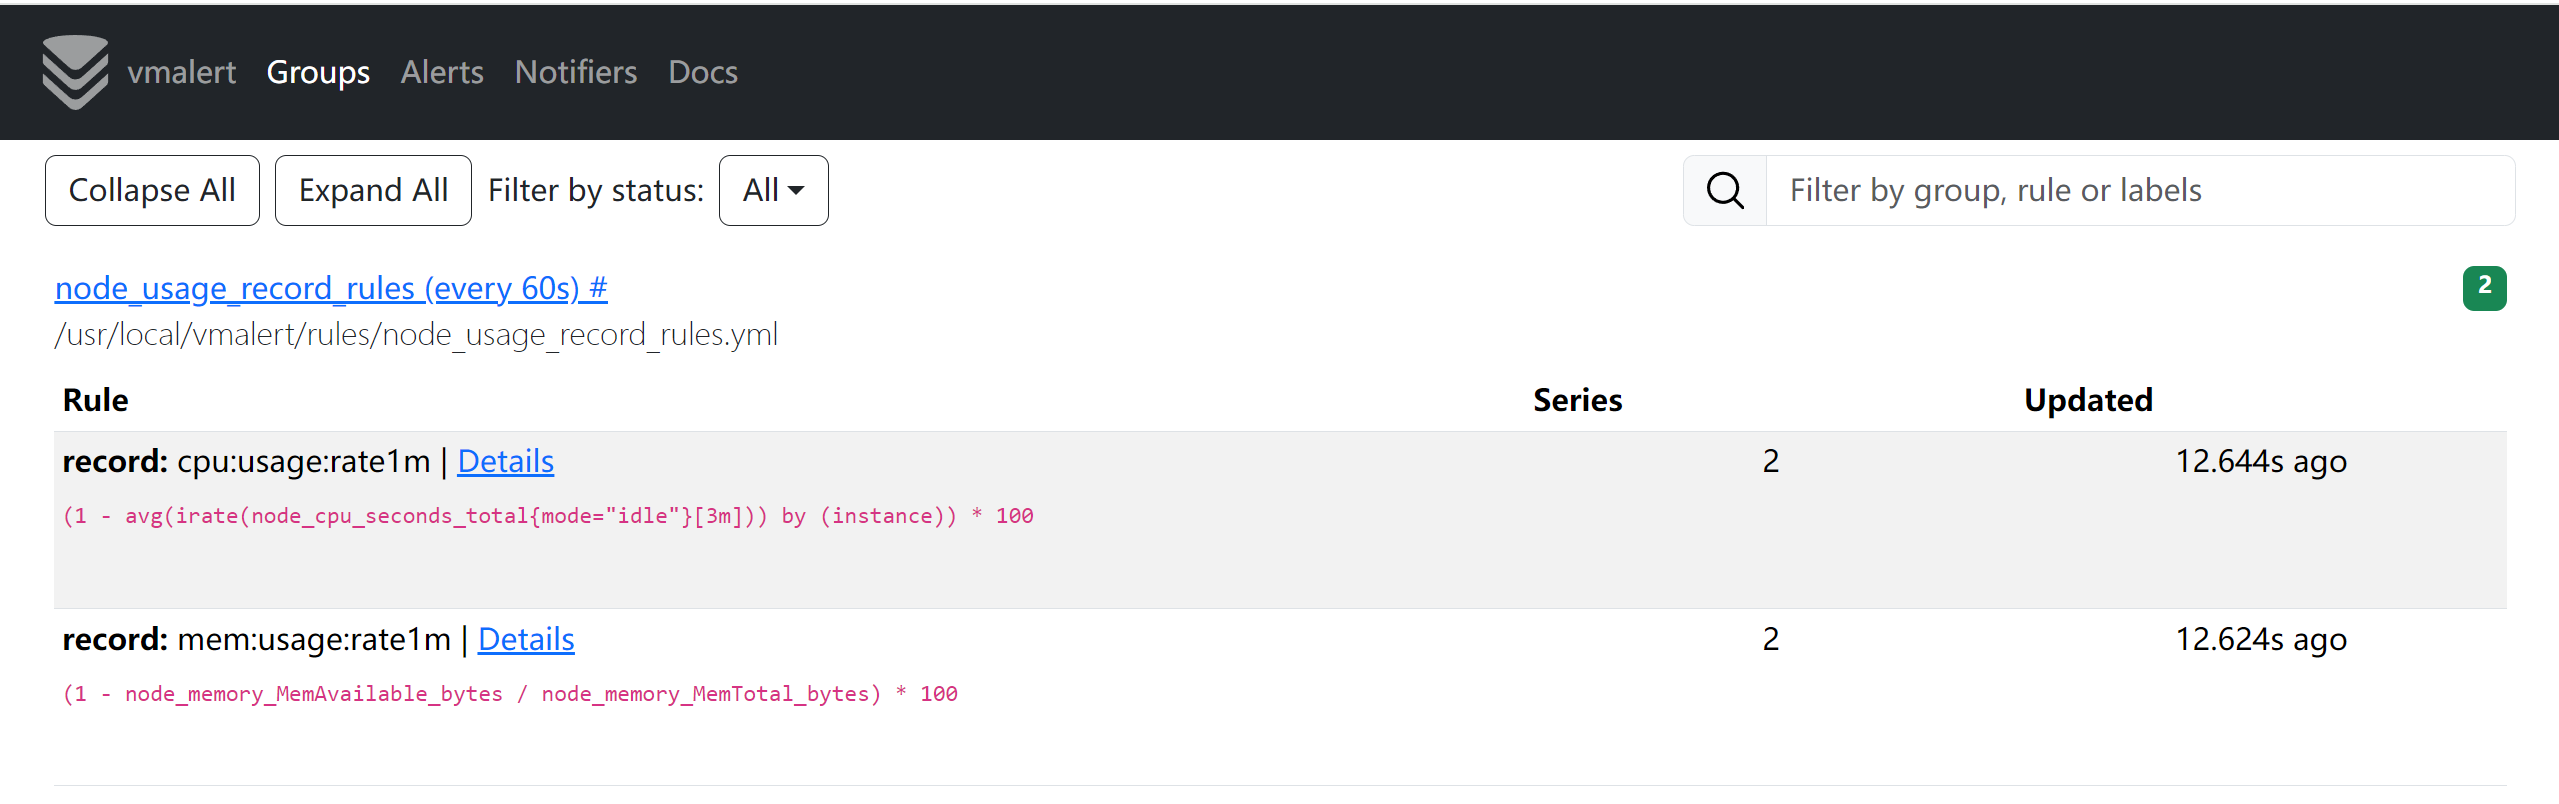 vmalert Groups Alerts Notifiers Docs
Collapse All Expand All Filter by status: All Filter by group, rule or labels
node_usage_record_rules (every 60s) # 2
/usr/local/vmalert/rules/node_usage_record_rules.yml
Rule Series Updated
record: cpu:usage:rate1m | Details 2 12.644s ago
(1 - avg(irate(node_cpu_seconds_total{mode="idle"}[3m])) by (instance)) * 100
record: mem:usage:rate1m | Details 2 12.624s ago
(1 - node_memory_MemAvailable_bytes / node_memory_MemTotal_bytes) * 100